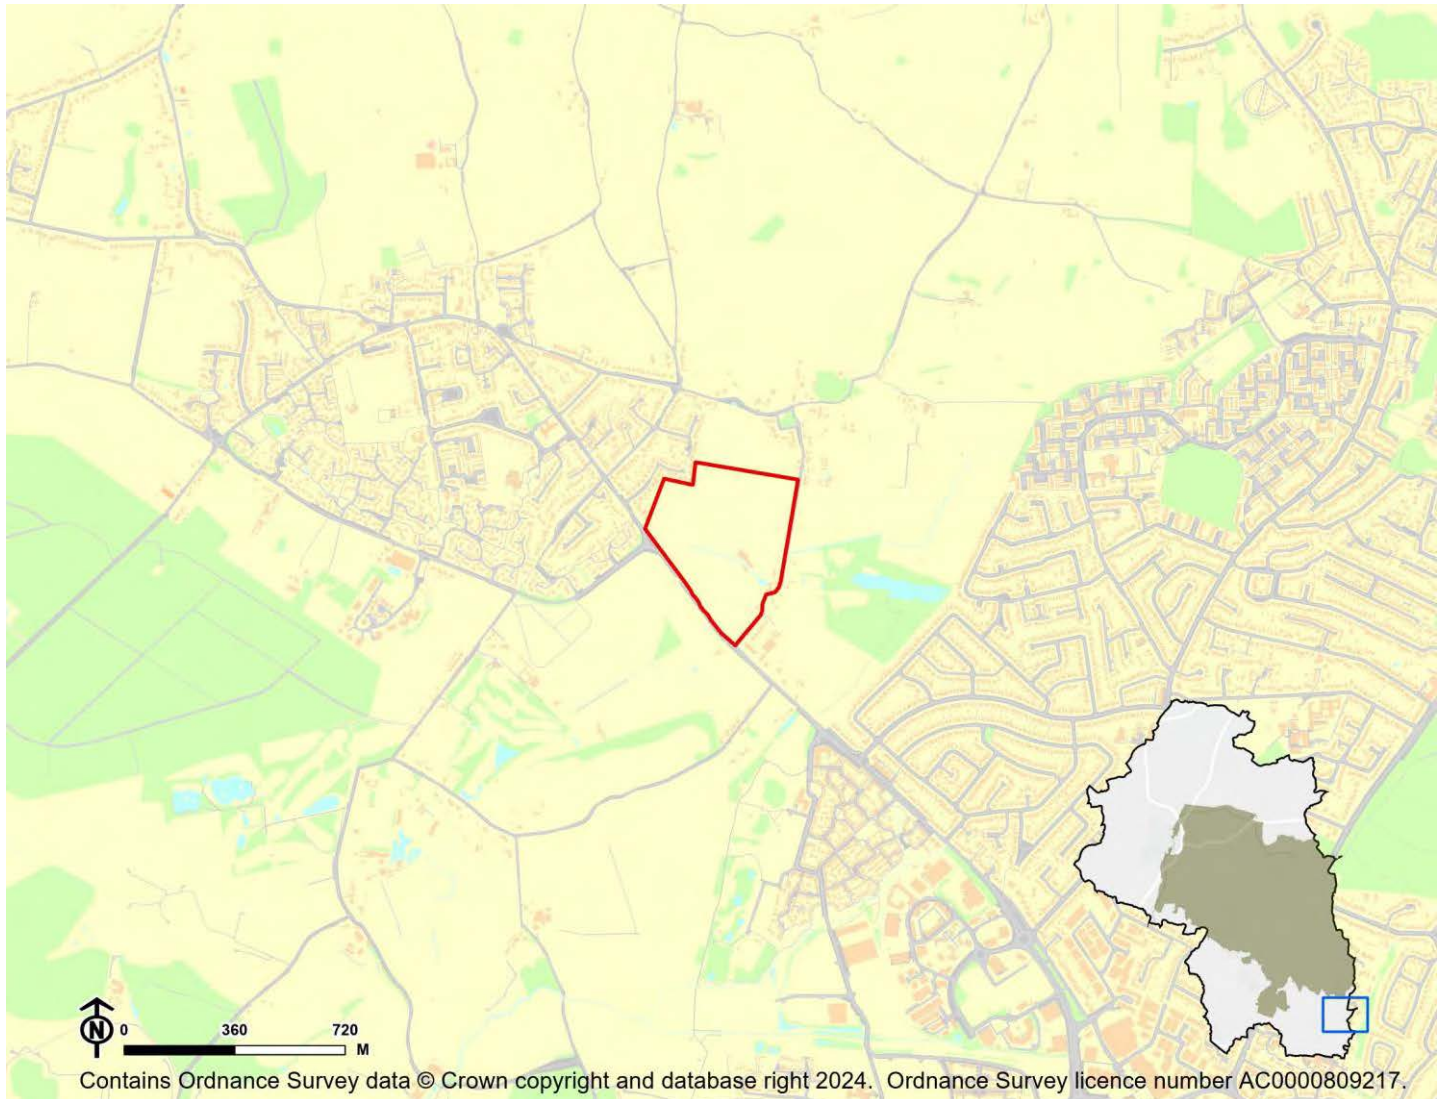 N
0 360 720
M
Contains Ordnance Survey data © Crown copyright and database right 2024. Ordnance Survey licence number AC0000809217.